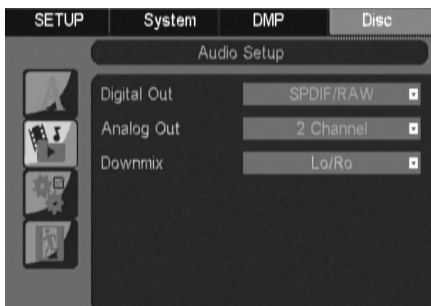 SETUP System DMP Disc
Audio Setup
Digital Out SPDIF/RAW
Analog Out 2 Channel
Downmix Lo/Ro